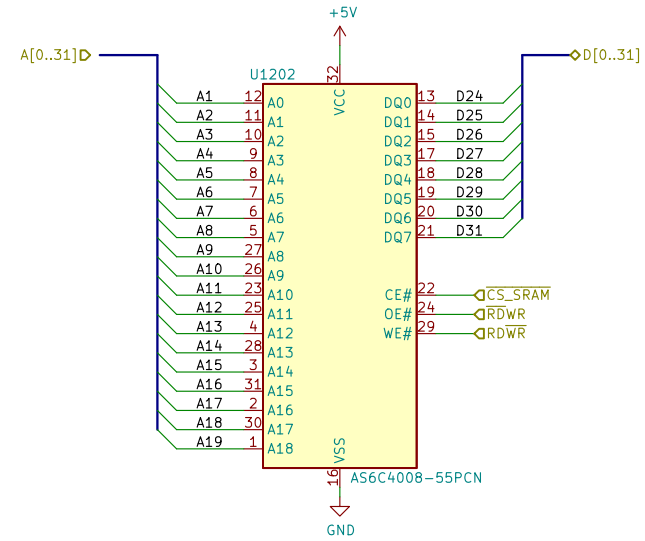 +5V
A[0..31]
D[0..31]
U1202
32
VCC
A1 12 A0 DQ0 13 D24
A2 11 A1 DQ1 14 D25
A3 10 A2 DQ2 15 D26
A4 9 A3 DQ3 17 D27
A5 8 A4 DQ4 18 D28
A6 7 A5 DQ5 19 D29
A7 6 A6 DQ6 20 D30
A8 5 A7 DQ7 21 D31
A9 27 A8
A10 26 A9
A11 23 A10 CE# 22 CS_SRAM
A12 25 A11 OE# 24 RDWR
A13 4 A12 WE# 29 RDWR
A14 28 A13
A15 3 A14
A16 31 A15
A17 2 A16
A18 30 A17
A19 1 A18
VSS
16
AS6C4008-55PCN
GND